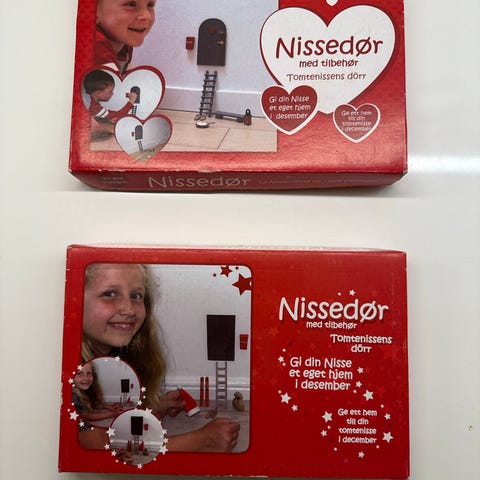 Nissedør
med tilbehør
Tomtenissens dörr
Gi din Nisse
et eget hjem
i desember
Ge ett hem
till din
tomtenisse
i december
Nissedør
Nissedør
med tilbehør
Tomtenissens
dörr
Gi din Nisse
et eget hjem
i desember
Ge ett hem
till din
tomtenisse
i december